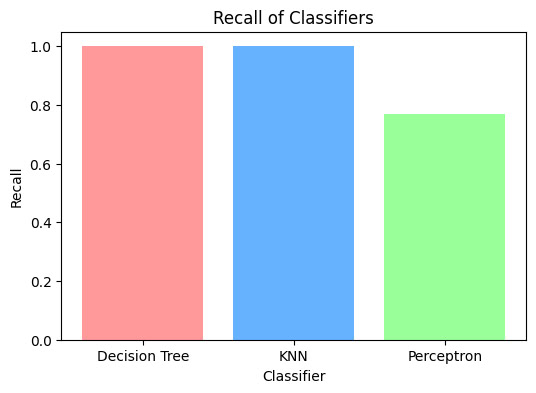 Recall of Classifiers
Recall
1.0
0.8
0.6
0.4
0.2
0.0
Decision Tree KNN Perceptron
Classifier